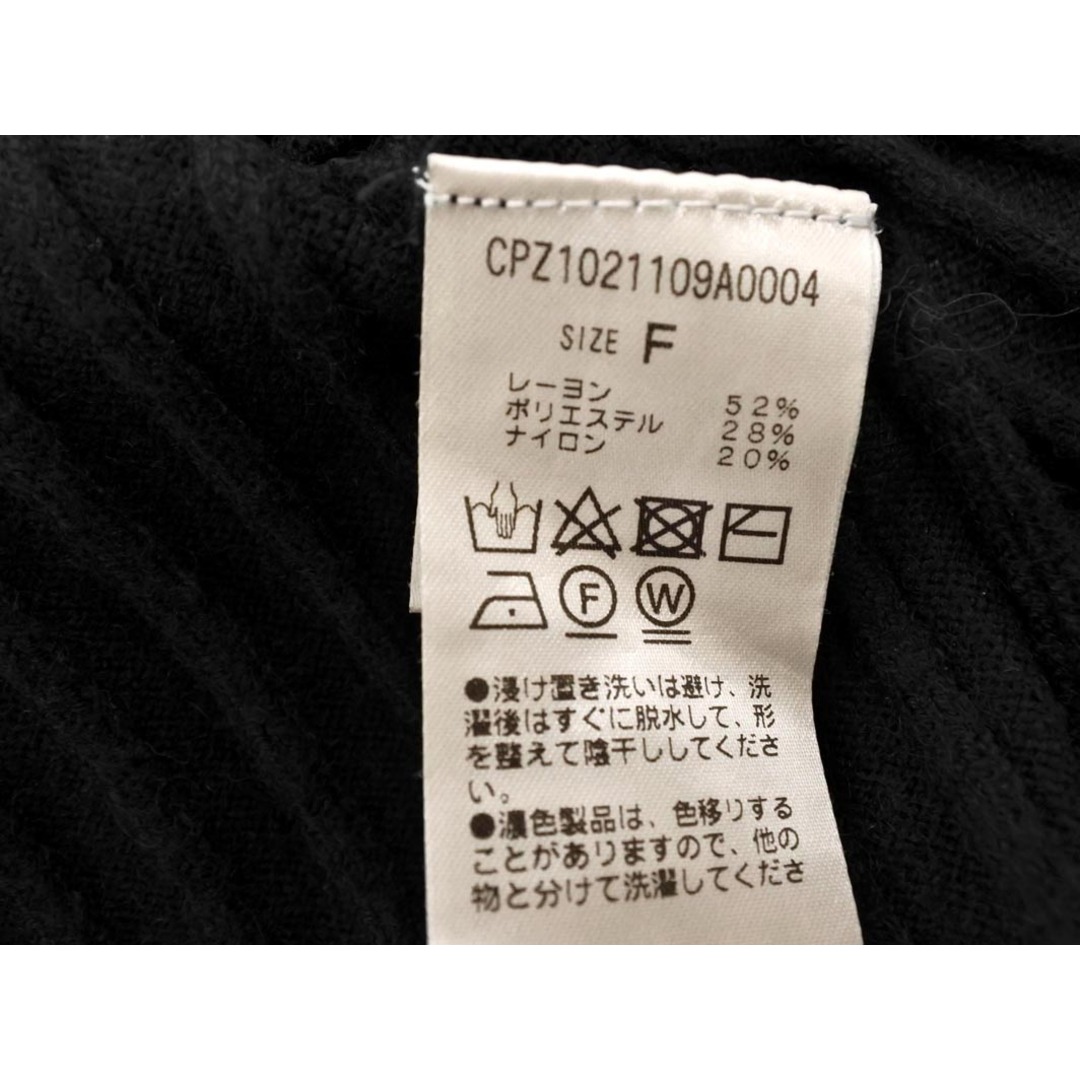 CPZ1021109A0004
SIZE F
レーヨン 52%
ポリエステル 28%
ナイロン 20%
F W
●浸け置き洗いは避け、洗
濯後はすぐに脱水して、形
を整えて陰干ししてくださ
い。
●濃色製品は、色移りする
ことがありますので、他の
物と分けて洗濯してくださ